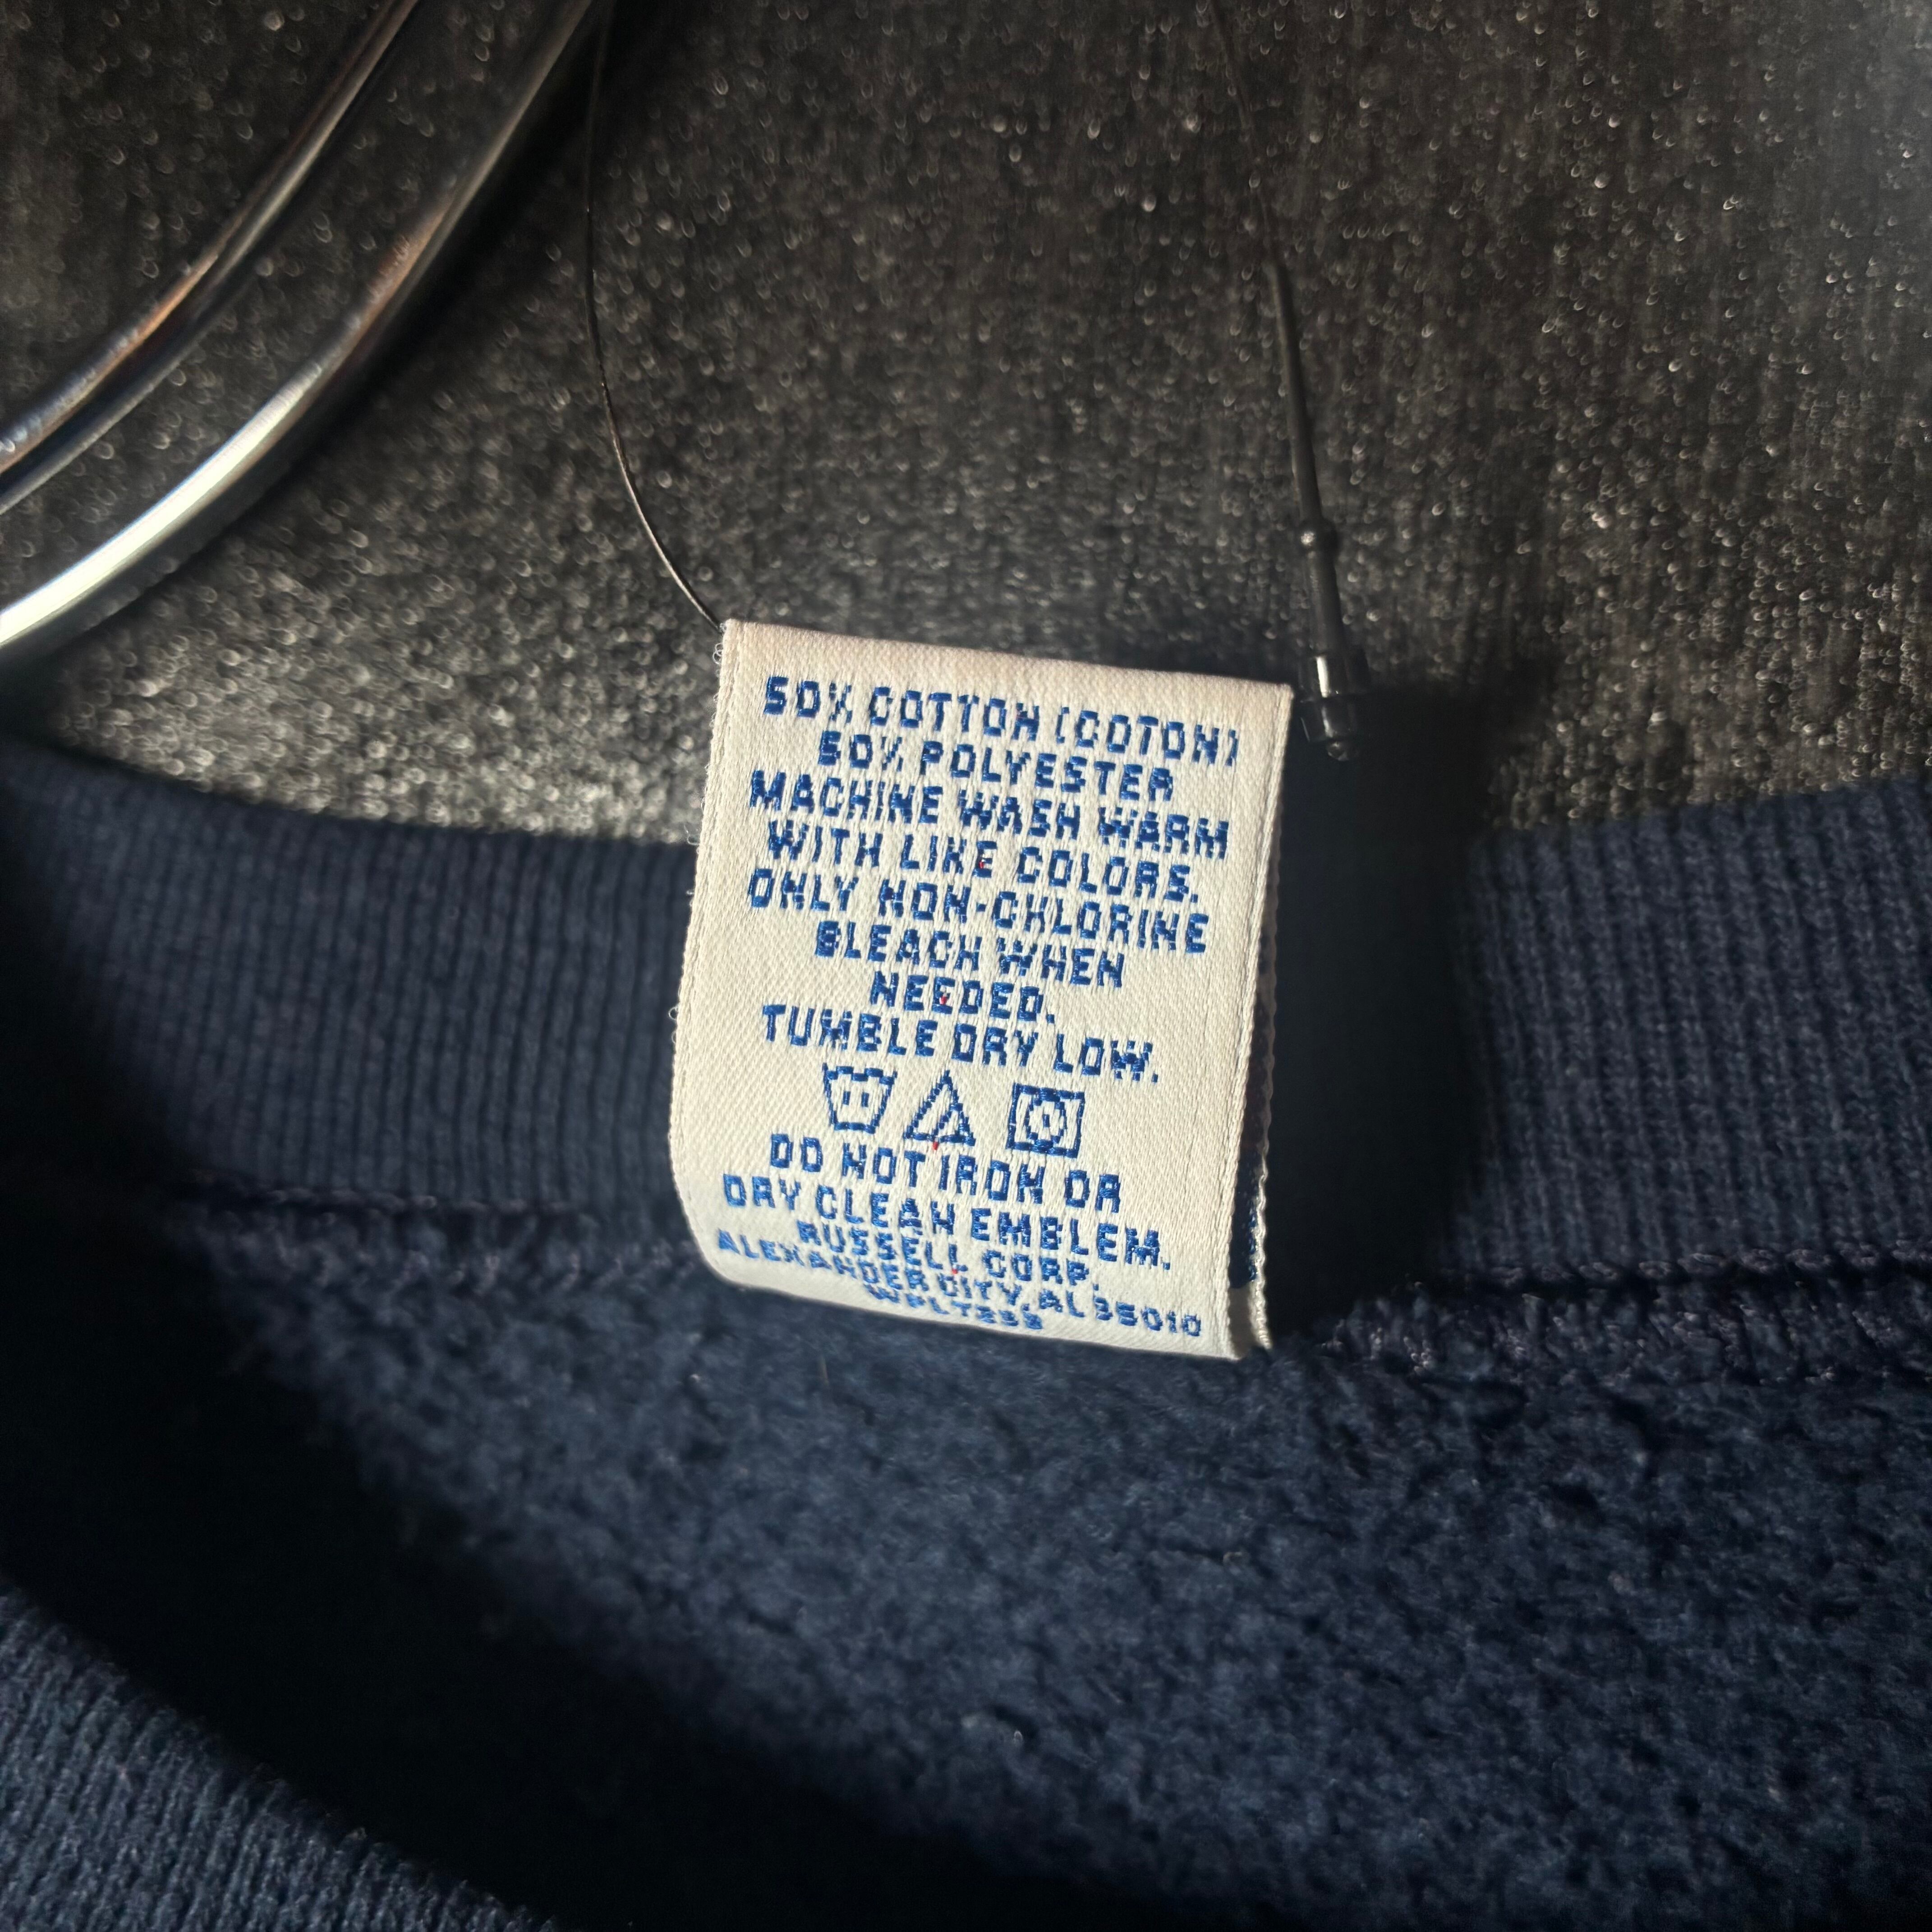 50% COTTON (COTON)
50% POLYESTER
MACHINE WASH WARM
WITH LIKE COLORS.
ONLY NON-CHLORINE
BLEACH WHEN
NEEDED.
TUMBLE DRY LOW.
DO NOT IRON OR
DRY CLEAN EMBLEM.
RUSSELL CORP.
ALEXANDER CITY, AL 35010